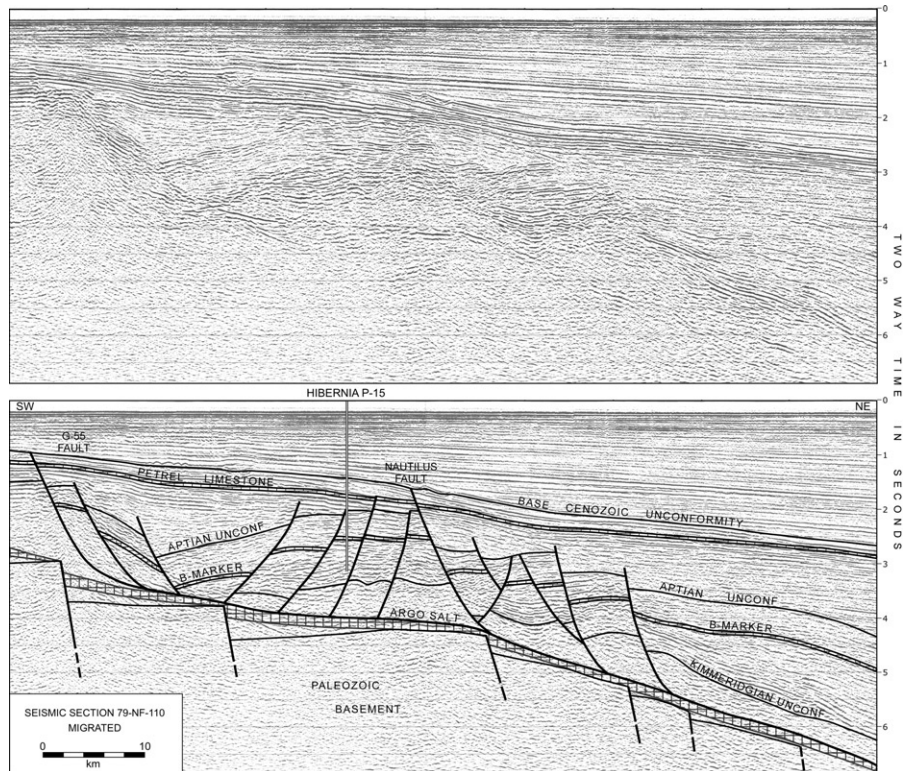 0
1
2
3
4
5
6
TWO WAY TIME IN SECONDS
HIBERNIA P-15
SW
NE
0
G-55
FAULT
NAUTILUS
FAULT
1
PETREL LIMESTONE
BASE CENOZOIC UNCONFORMITY
2
APTIAN UNCONF
3
B-MARKER
APTIAN UNCONF
ARGO SALT
4
B-MARKER
KIMMERIDGIAN UNCONF
5
PALEOZOIC
BASEMENT
6
SEISMIC SECTION 79-NF-110
MIGRATED
0 10
km